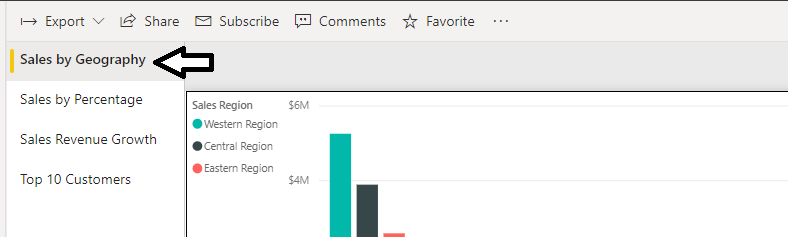 Export Share Subscribe Comments Favorite ...
Sales by Geography
Sales by Percentage
Sales Revenue Growth
Top 10 Customers
Sales Region
Western Region
Central Region
Eastern Region
$6M
$4M